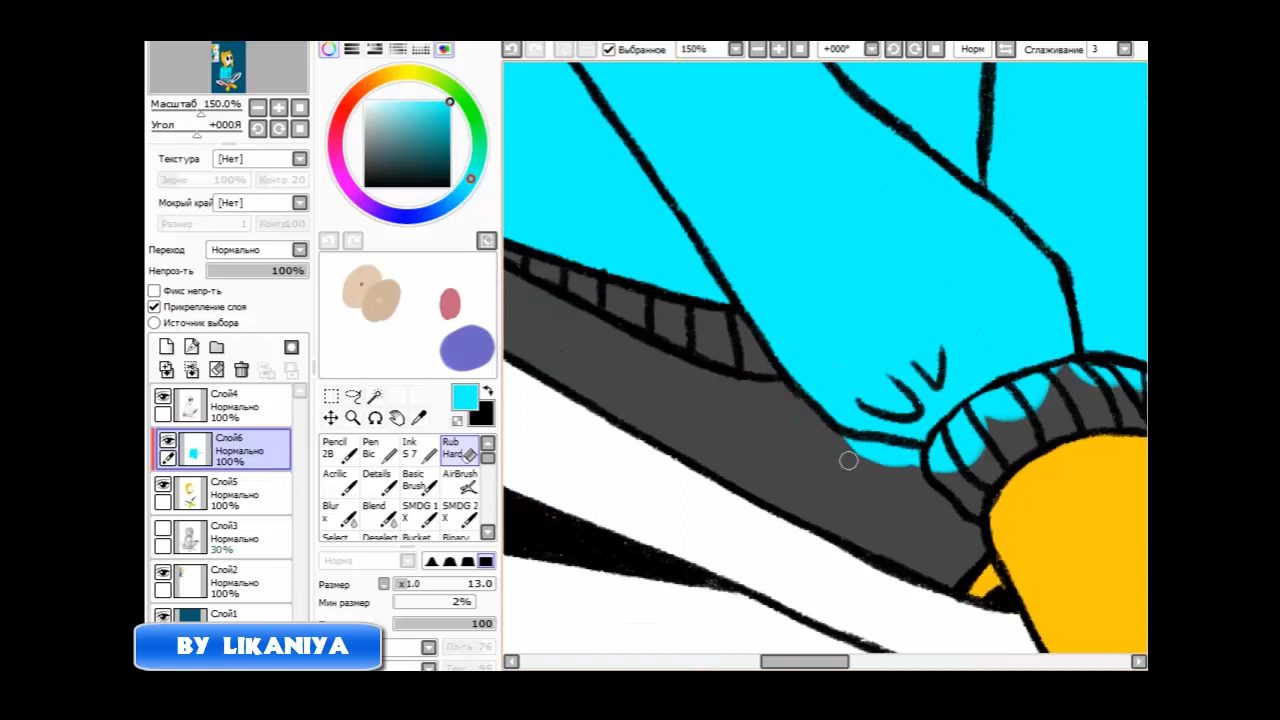 Выбранное 150% +000° Норм Сглаживание 3
Масштаб 150.0%
Угол +000Я
Текстура [Нет]
Зерно 100% Контр 20
Мокрый край [Нет]
Размер 1 Контр 100
Переход Нормально
Непроз-ть 100%
Фикс непр-ть
Прикрепление слоя
Источник выбора
Слой4
Нормально
100%
Слой6
Нормально
100%
Слой5
Нормально
100%
Слой3
Нормально
30%
Слой2
Нормально
100%
Слой1
Pencil 2B
Pen Bic
Ink S 7
Rub Hard
Acrilic
Details
Basic Brush
AirBrush
Blur x
Blend
SMDG 1 X
SMDG 2 X
Select
Deselect
Bucket
Binary
Норма
Размер x1.0 13.0
Мин размер 2%
100
BY LIKANIYA